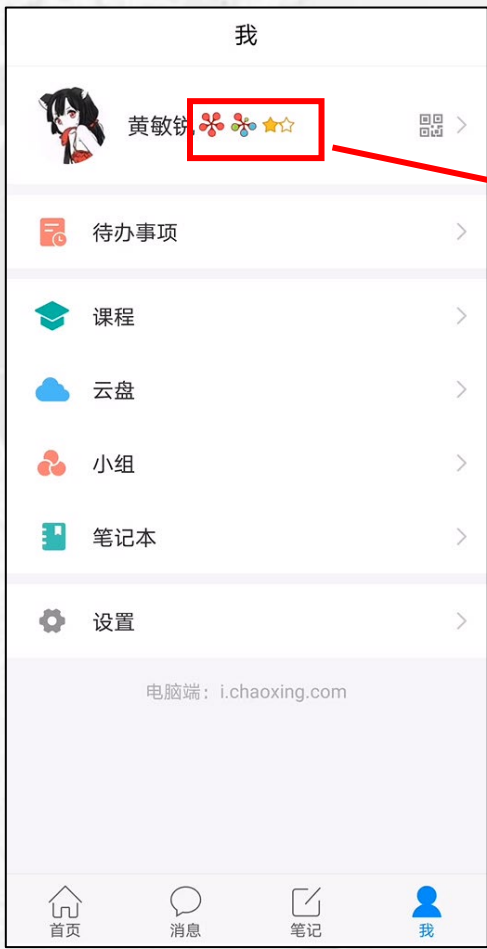 我
黄敏锐
待办事项
课程
云盘
小组
笔记本
设置
电脑端：i.chaoxing.com
首页
消息
笔记
我